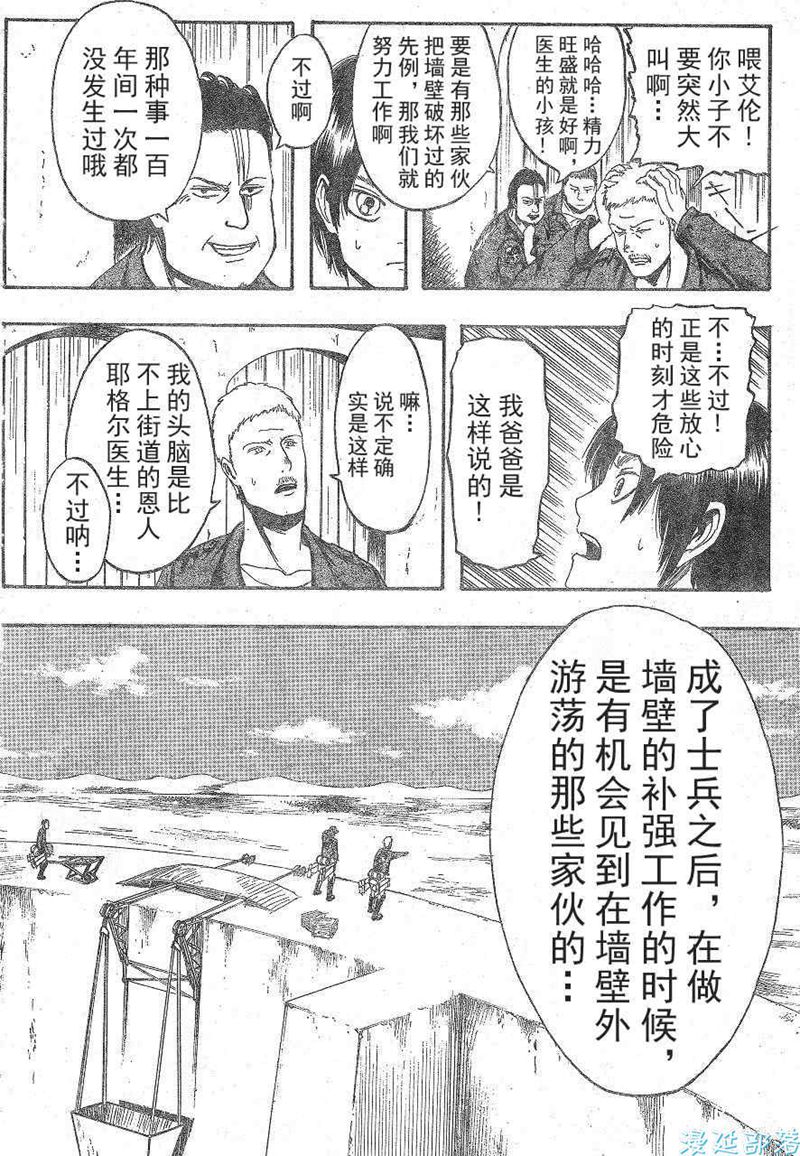 喂艾伦！
你小子不
要突然大
叫啊…
哈哈哈…精力
旺盛就是好啊，
医生的小孩！
要是有那些家伙
把墙壁破坏过的
先例，那我们就
努力工作啊
不过啊
那种事一百
年间一次都
没发生过哦
不…不过！
正是这些放心
的时刻才危险
我爸爸是
这样说的！
嘛…
说不定确
实是这样
我的头脑是比
不上街道的恩人
耶格尔医生…
不过呐…
成了士兵之后，在做
墙壁的补强工作的时候，
是有机会见到在墙壁外
游荡的那些家伙的…
漫延部落